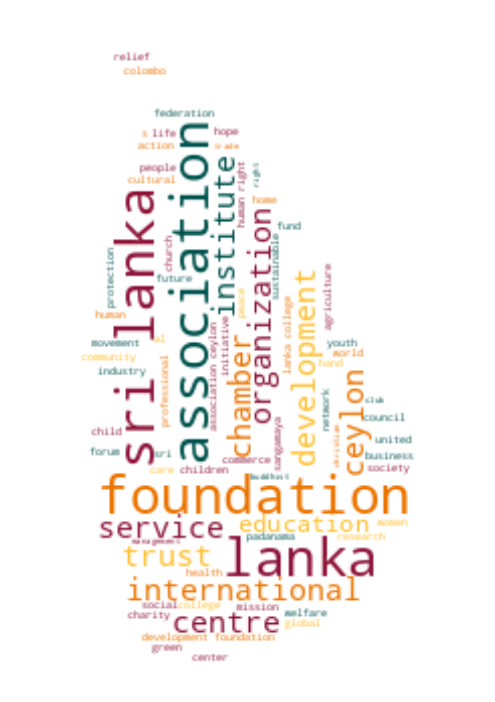 relief
colombo
federation
s life
hope
action
trade
people
cultural
human right
right
institute
association
sri lanka
home
organization
fund
sustainable
church
protection
future
human
peace
development
agriculture
lanka college
movement
al
association ceylon
initiative
chamber
youth
world
community
industry
professional
hand
ceylon
network
club
council
child
sangamaya
christian
united
forum
sri
commerce
business
care
children
society
buddhist
foundation
service
education
women
management
padanama
research
trust
lanka
health
international
social
college
mission
welfare
charity
centre
global
development foundation
green
center